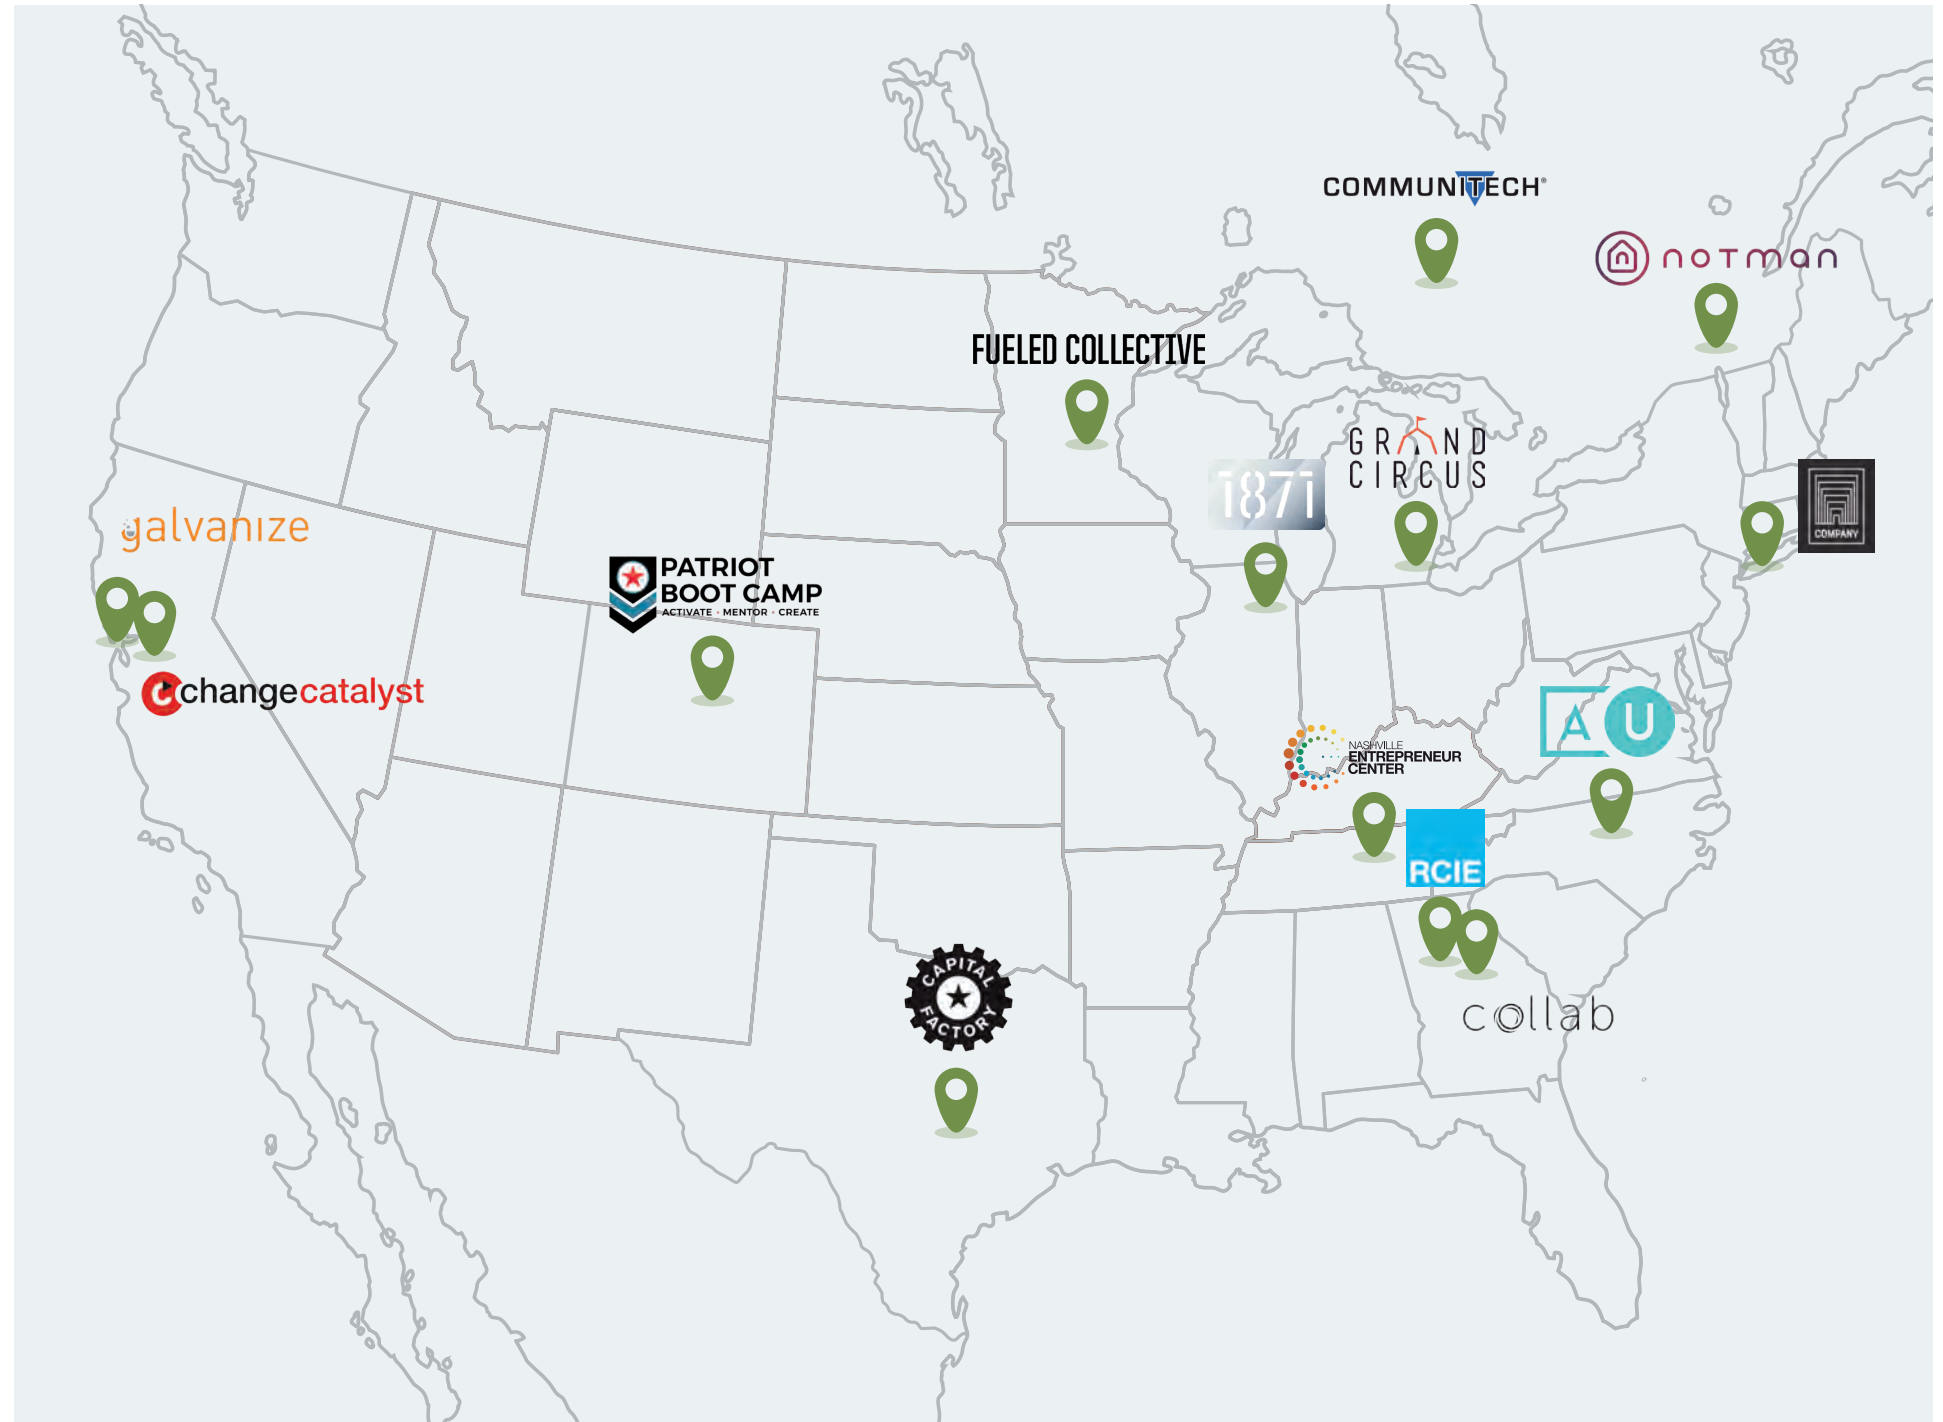 COMMUNITECH®
notman
FUELED COLLECTIVE
GRAND
CIRCUS
1871
COMPANY
galvanize
PATRIOT
BOOT CAMP
ACTIVATE · MENTOR · CREATE
changecatalyst
A U
NASHVILLE
ENTREPRENEUR
CENTER
RCIE
CAPITAL
FACTORY
collab